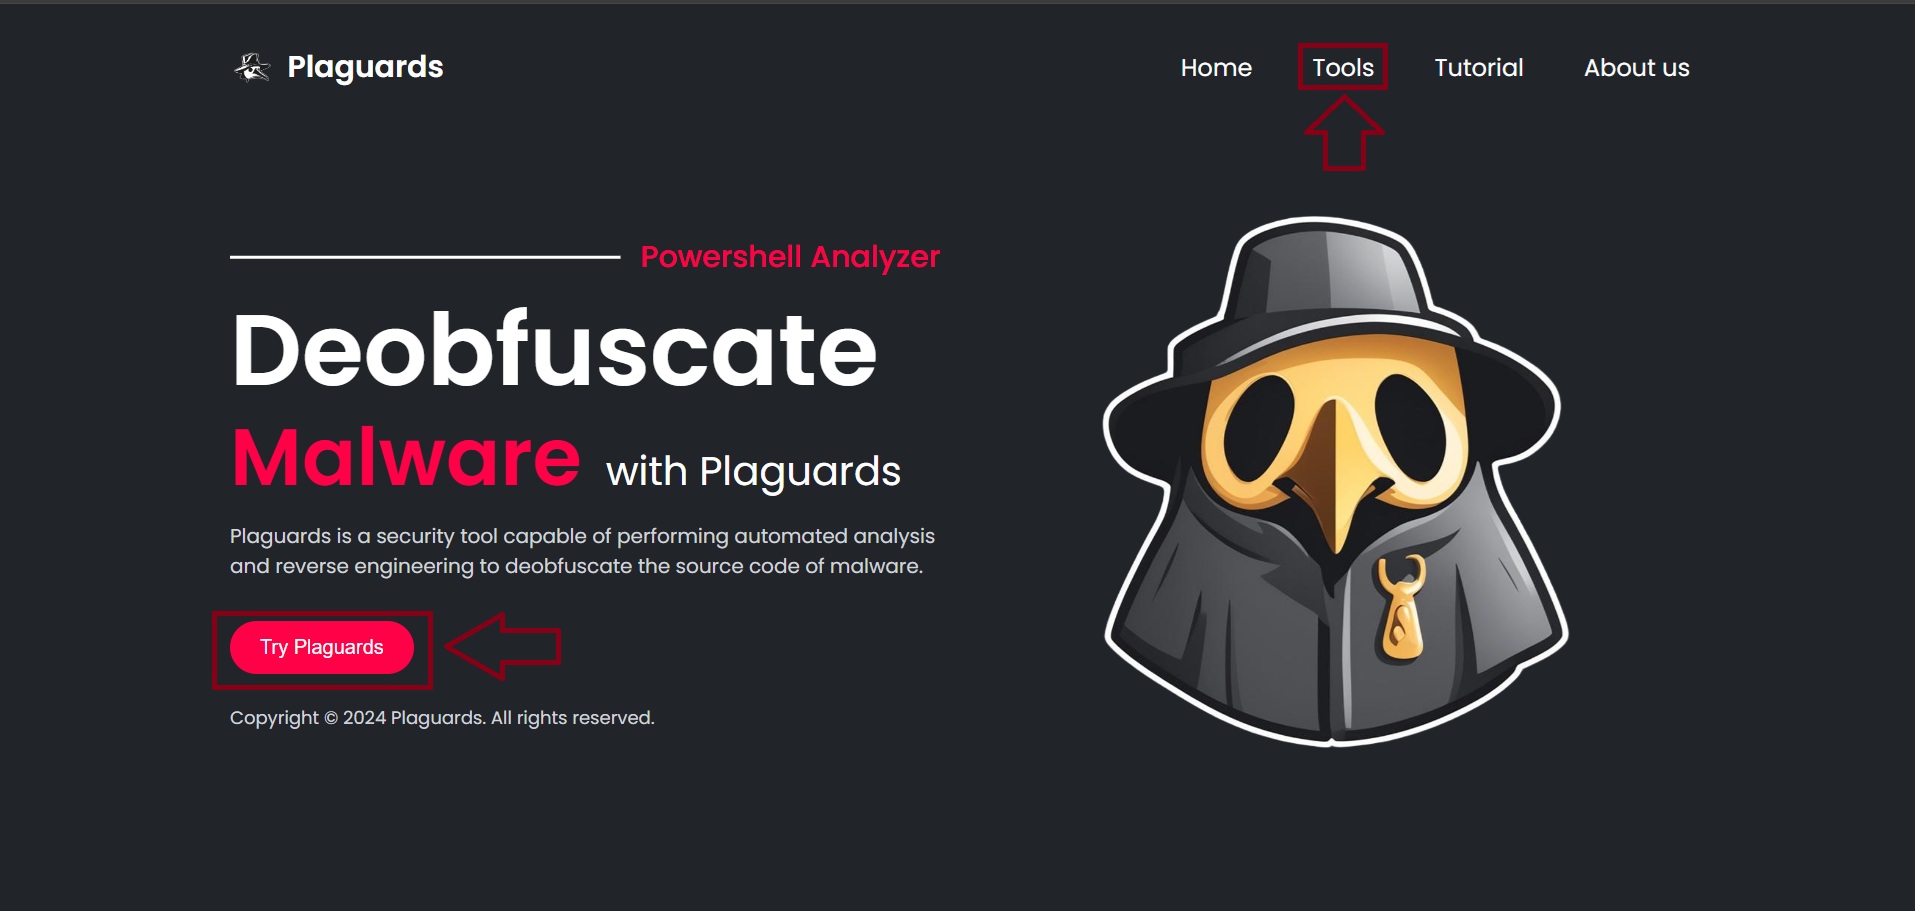 Plaguards
Home
Tools
Tutorial
About us
Powershell Analyzer
Deobfuscate
Malware with Plaguards
Plaguards is a security tool capable of performing automated analysis
and reverse engineering to deobfuscate the source code of malware.
Try Plaguards
Copyright © 2024 Plaguards. All rights reserved.